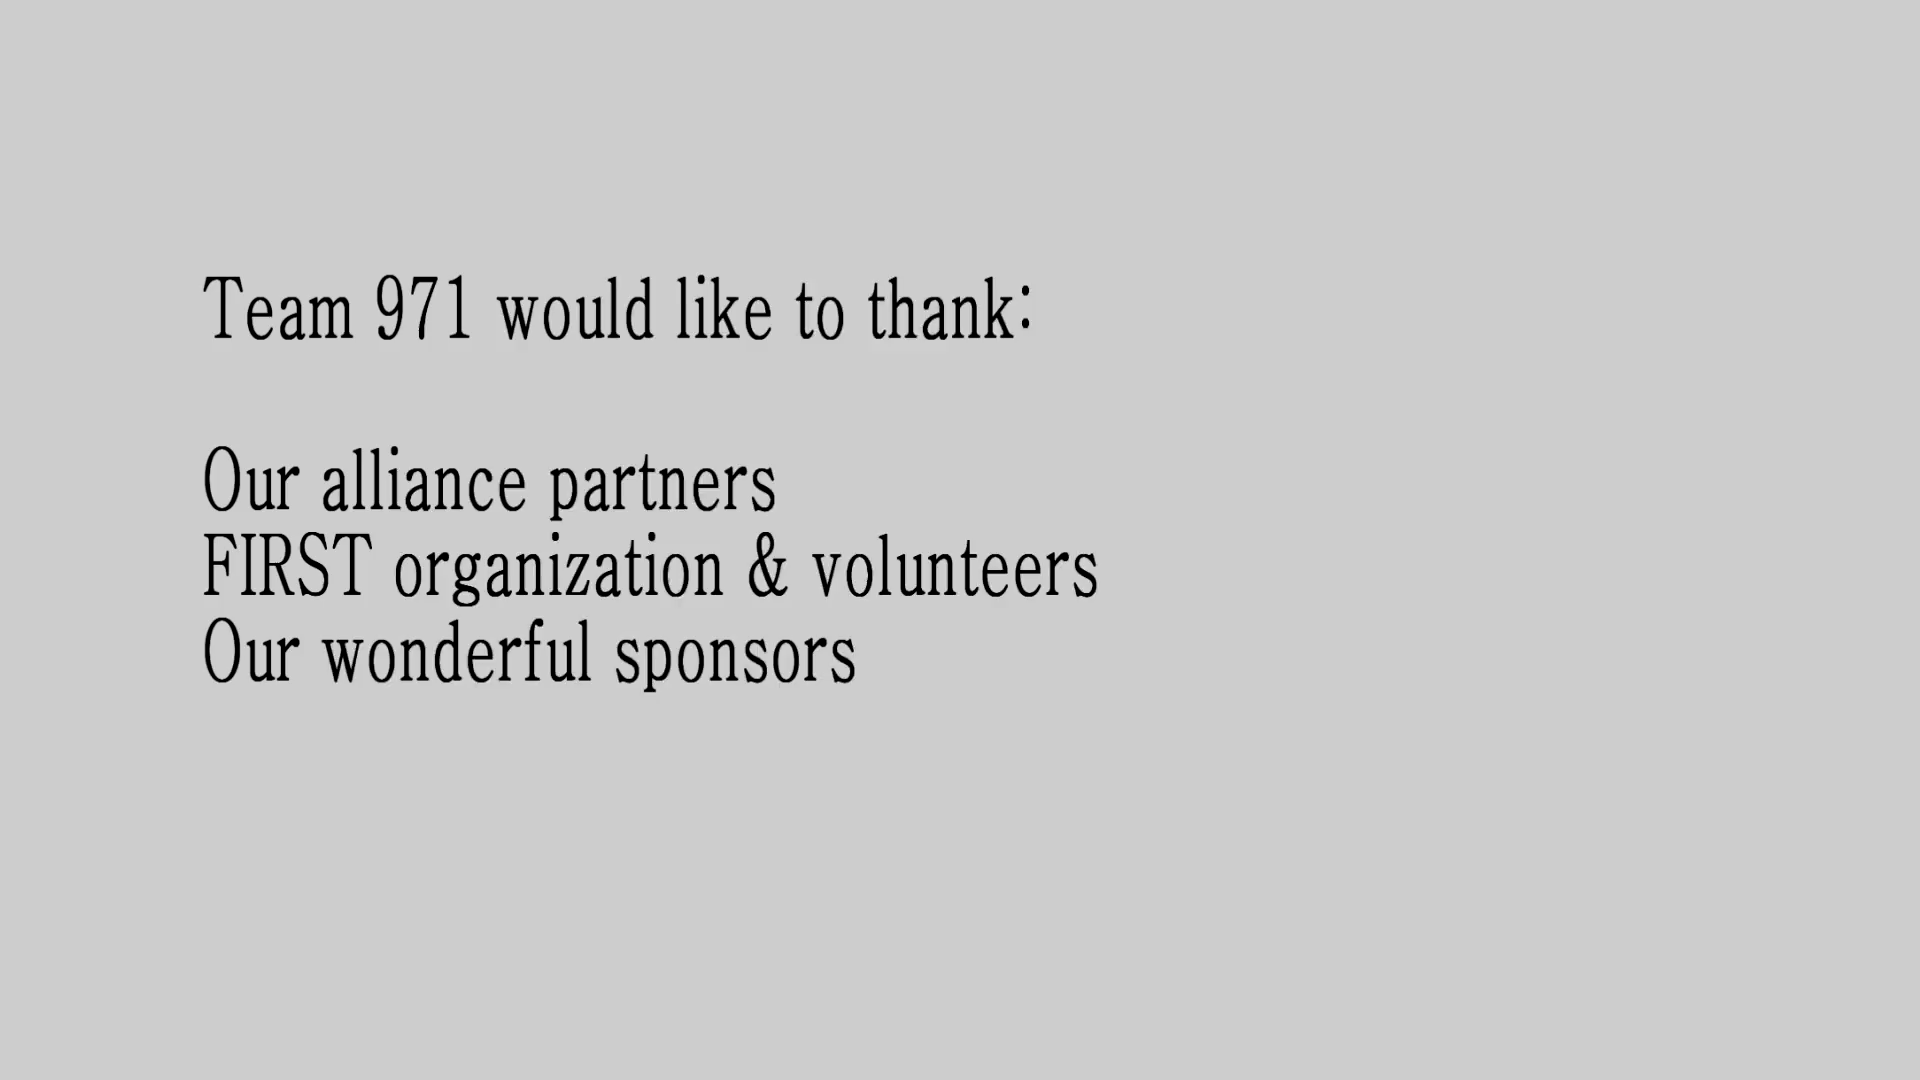 Team 971 would like to thank:
Our alliance partners
FIRST organization & volunteers
Our wonderful sponsors